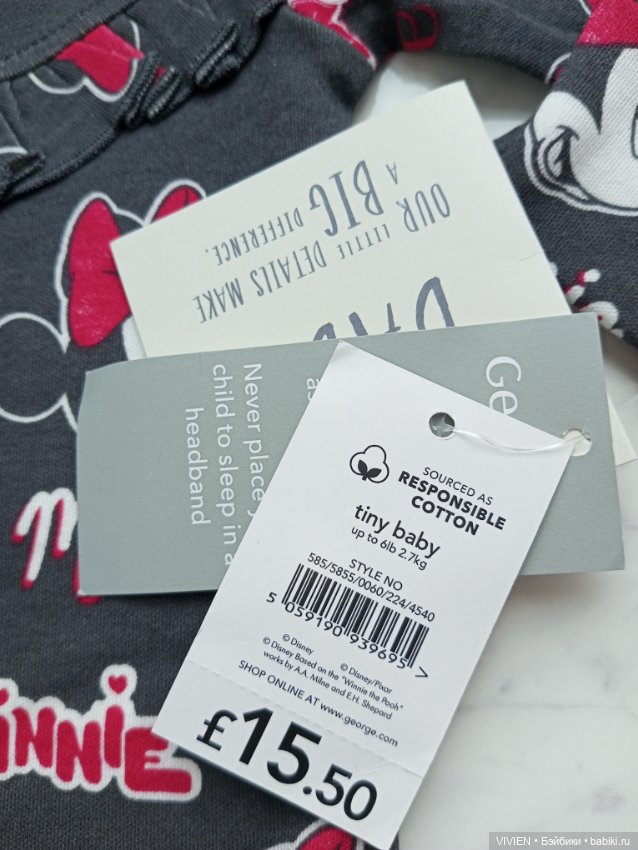 OUR LITTLE DETAILS MAKE
A BIG DIFFERENCE.
Never place
child to sleep in a
headband
Ge
SOURCED AS
RESPONSIBLE
COTTON
tiny baby
up to 6lb 2.7kg
STYLE NO
585/5855/0060/224/4540
5 059190 939695 >
© Disney
© Disney/Pixar
© Disney Based on the "Winnie the Pooh"
works by A.A. Milne and E.H. Shepard
SHOP ONLINE AT www.george.com
£15.50
INNIE
VIVIEN • Бэйбики • babiki.ru